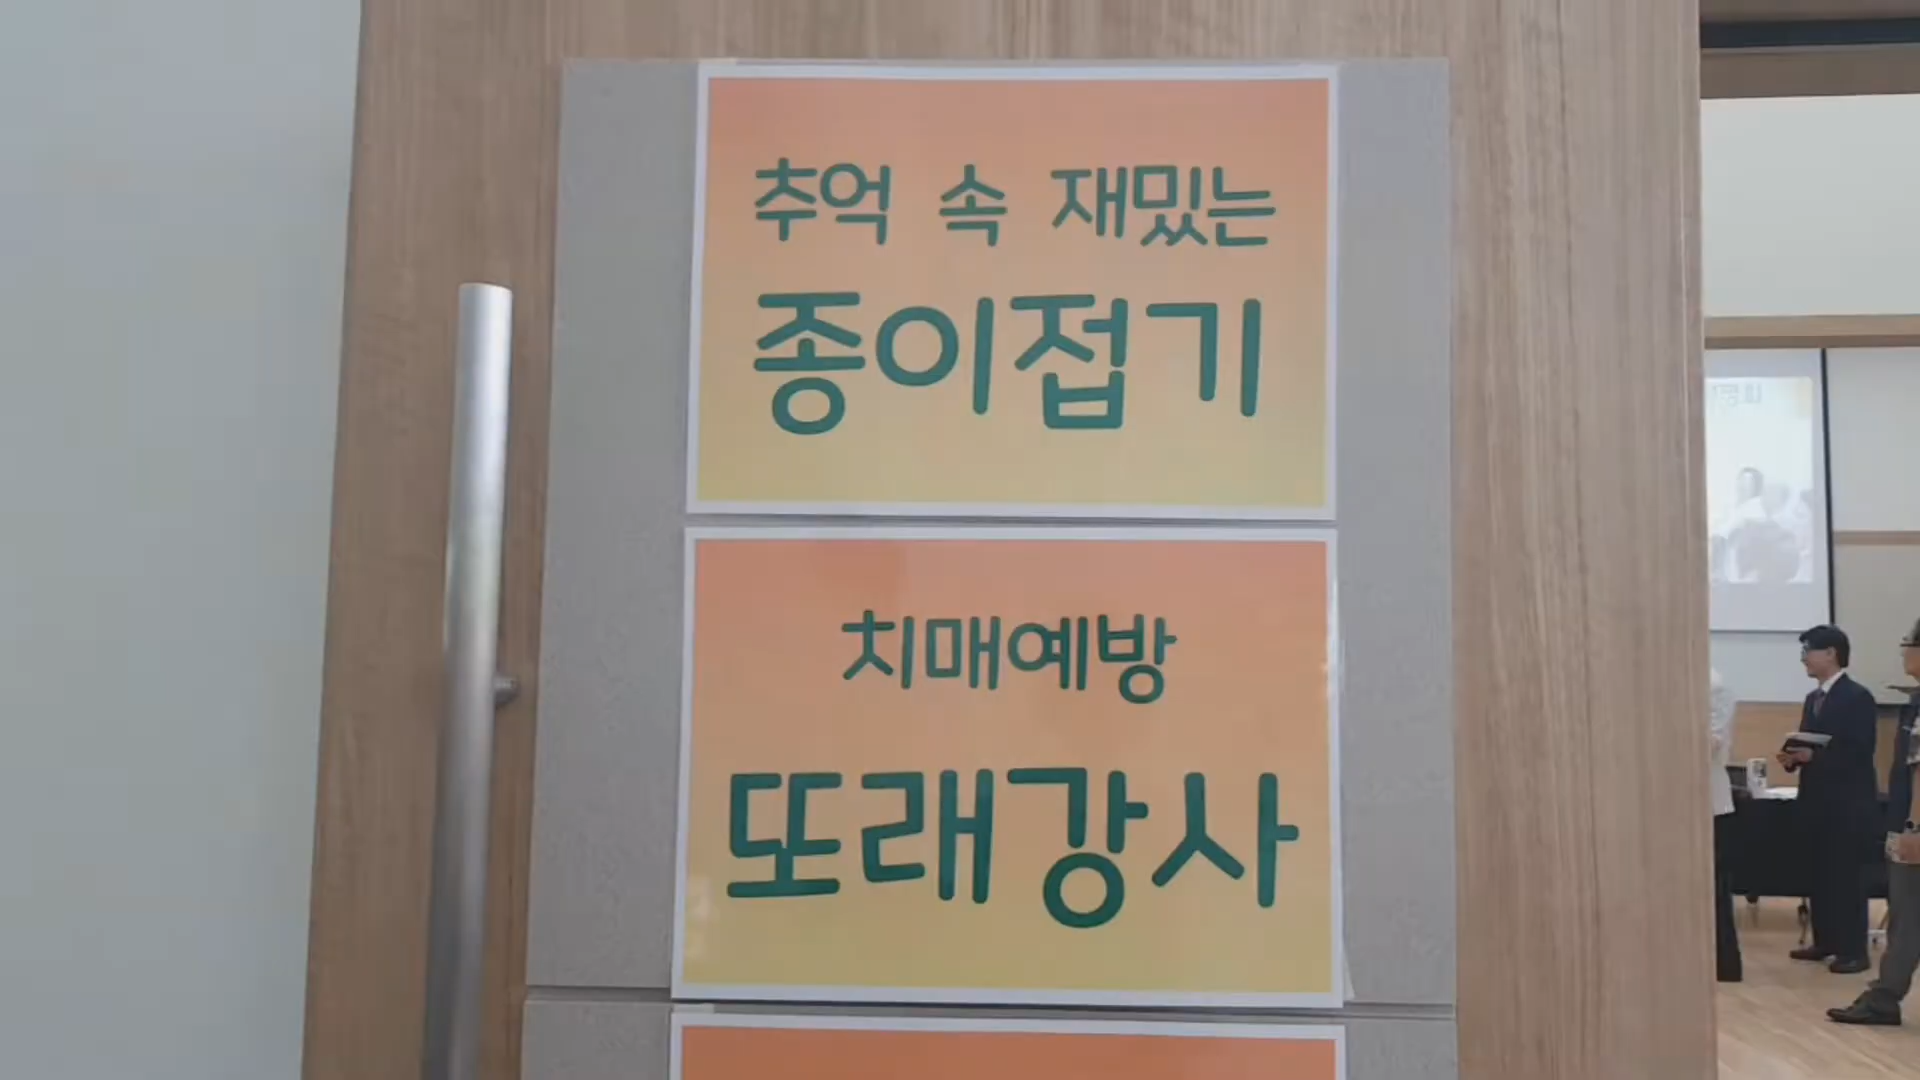 추억 속 재밌는
종이접기
치매예방
또래강사